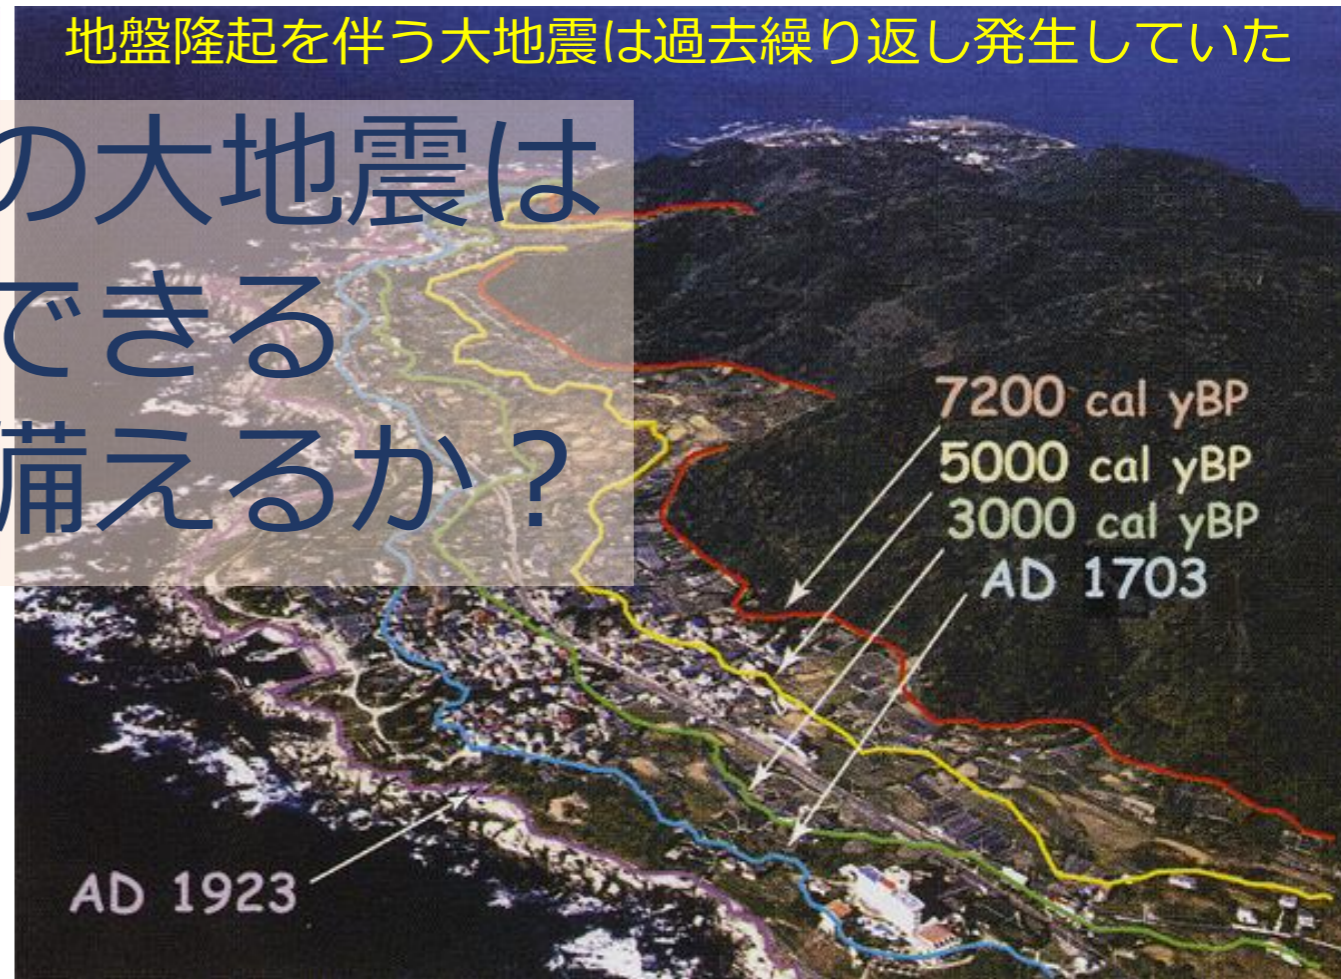 地盤隆起を伴う大地震は過去繰り返し発生していた
の大地震は
できる
備えるか？
7200 cal yBP
5000 cal yBP
3000 cal yBP
AD 1703
AD 1923